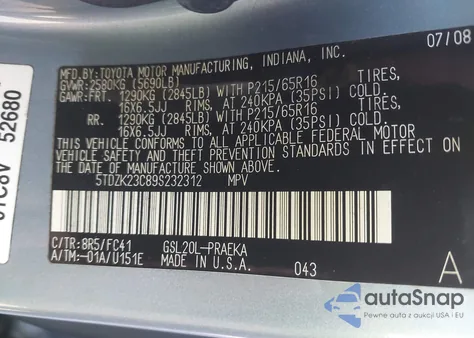 MFD.BY:TOYOTA MOTOR MANUFACTURING, INDIANA, INC. 07/08
GVWR:2580KG (5690LB)
GAWR:FRT. 1290KG (2845LB) WITH P215/65R16 TIRES,
16X6.5JJ RIMS, AT 240KPA (35PSI) COLD.
RR. 1290KG (2845LB) WITH P215/65R16 TIRES,
16X6.5JJ RIMS, AT 240KPA (35PSI) COLD.
THIS VEHICLE CONFORMS TO ALL APPLICABLE FEDERAL MOTOR
VEHICLE SAFETY AND THEFT PREVENTION STANDARDS IN EFFECT
ON THE DATE OF MANUFACTURE SHOWN ABOVE.
5TDZK23C89S232312 MPV
C/TR:8R5/FC41 GSL20L-PRAEKA
A/TM:-01A/U151E MADE IN U.S.A. 043 A
52680
autoSnap
Pewne auta z aukcji USA i EU